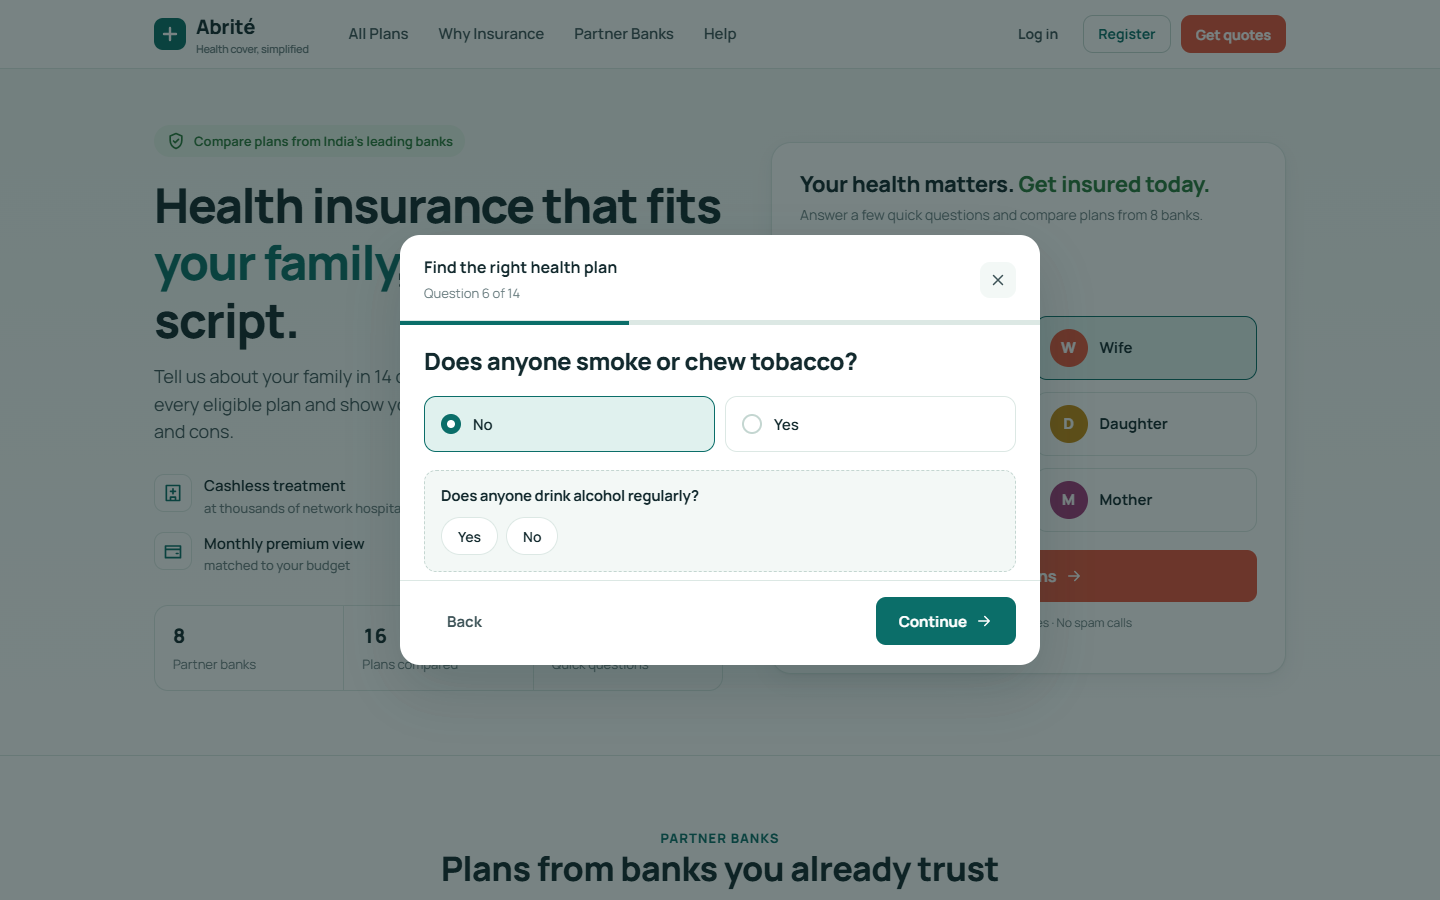 Abrité
Health cover, simplified
All Plans
Why Insurance
Partner Banks
Help
Log in
Register
Get quotes
Compare plans from India's leading banks
Health insurance that fits
your family,
script.
Tell us about your family in 14
every eligible plan and show
and cons.
Cashless treatment
at thousands of network
Monthly premium view
matched to your budget
8
Partner banks
16
Plans compared
Quick questions
Your health matters. Get insured today.
Answer a few quick questions and compare plans from 8 banks.
W
Wife
D
Daughter
M
Mother
No spam calls
Find the right health plan
Question 6 of 14
Does anyone smoke or chew tobacco?
No
Yes
Does anyone drink alcohol regularly?
Yes
No
Back
Continue
PARTNER BANKS
Plans from banks you already trust